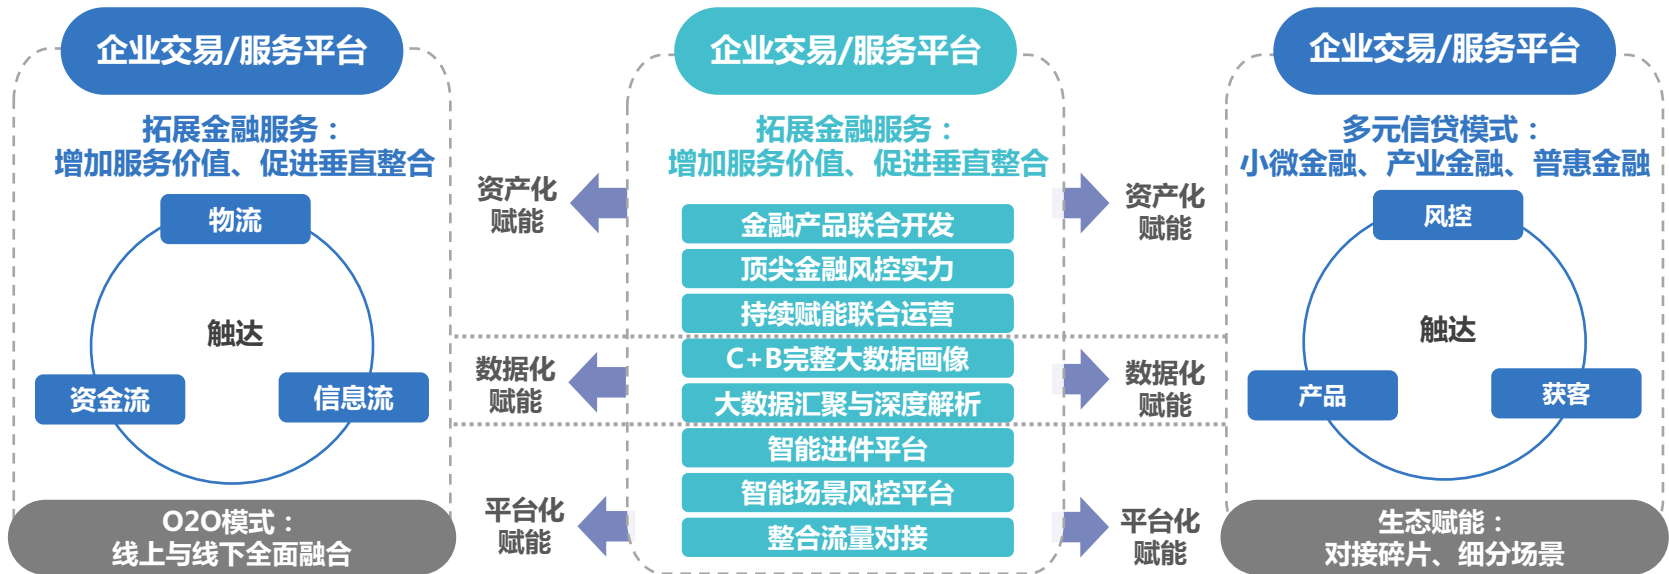 企业交易/服务平台
拓展金融服务：
增加服务价值、促进垂直整合
物流
触达
资金流
信息流
O2O模式：
线上与线下全面融合
资产化
赋能
数据化
赋能
平台化
赋能
企业交易/服务平台
拓展金融服务：
增加服务价值、促进垂直整合
金融产品联合开发
顶尖金融风控实力
持续赋能联合运营
C+B完整大数据画像
大数据汇聚与深度解析
智能进件平台
智能场景风控平台
整合流量对接
资产化
赋能
数据化
赋能
平台化
赋能
企业交易/服务平台
多元信贷模式：
小微金融、产业金融、普惠金融
风控
触达
产品
获客
生态赋能：
对接碎片、细分场景